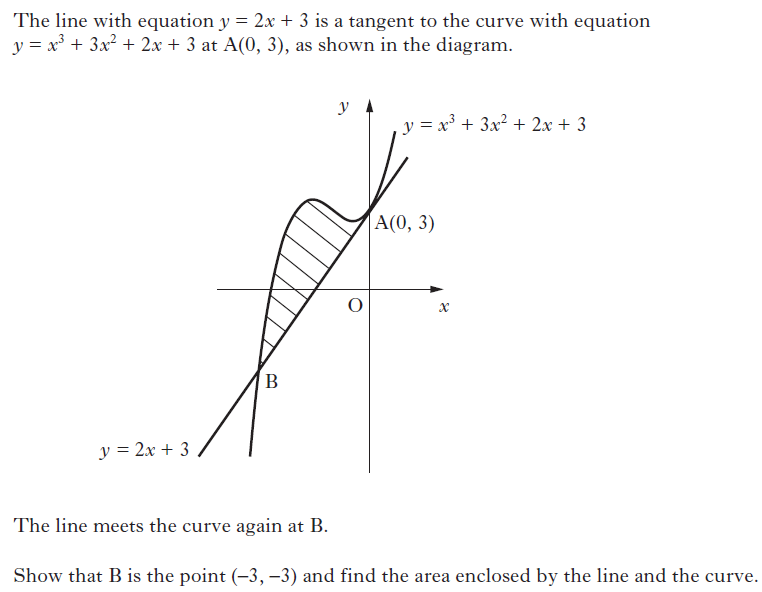 The line with equation y = 2x + 3 is a tangent to the curve with equation
y = x³ + 3x² + 2x + 3 at A(0, 3), as shown in the diagram.
y
y = x³ + 3x² + 2x + 3
A(0, 3)
O
x
B
y = 2x + 3
The line meets the curve again at B.
Show that B is the point (–3, –3) and find the area enclosed by the line and the curve.